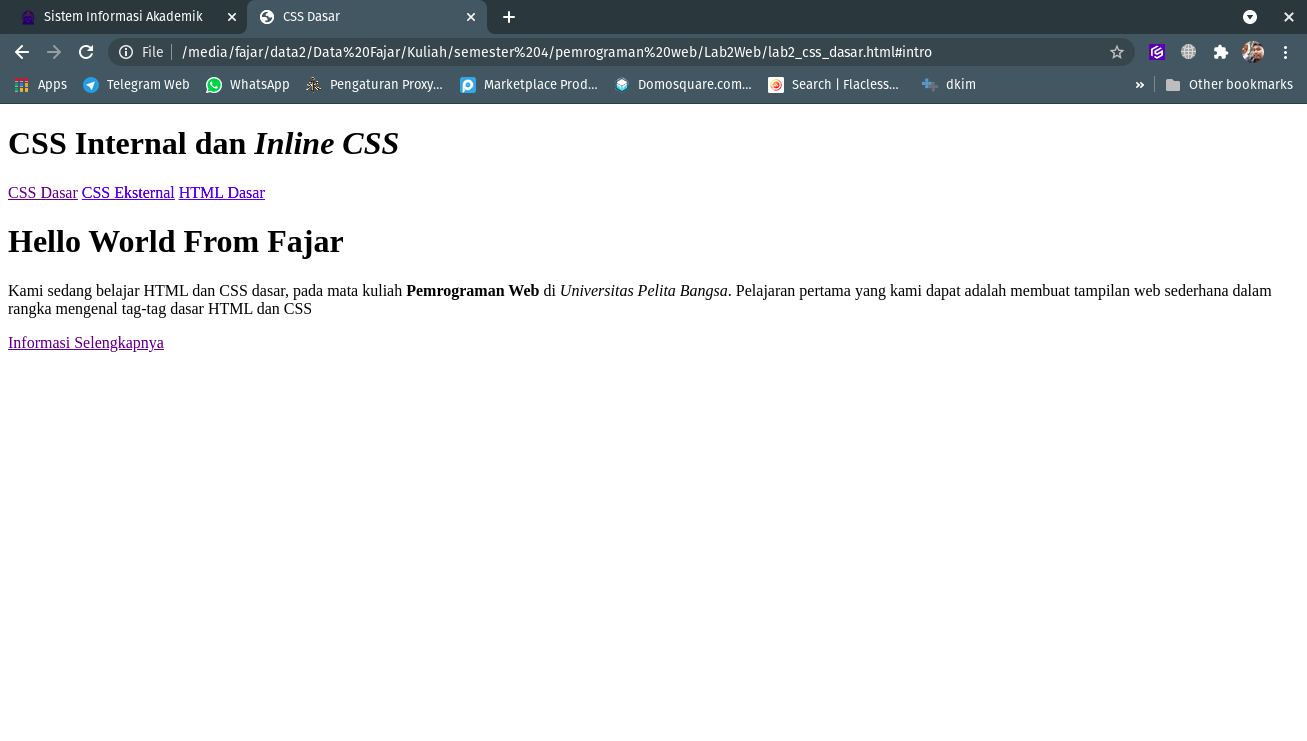 Sistem Informasi Akademik
CSS Dasar
File
/media/fajar/data2/Data%20Fajar/Kuliah/semester%204/pemrograman%20web/Lab2Web/lab2_css_dasar.html#intro
Apps
Telegram Web
WhatsApp
Pengaturan Proxy...
Marketplace Prod...
Domosquare.com...
Search | Flacless...
dkim
Other bookmarks
CSS Internal dan Inline CSS
CSS Dasar CSS Eksternal HTML Dasar
Hello World From Fajar
Kami sedang belajar HTML dan CSS dasar, pada mata kuliah Pemrograman Web di Universitas Pelita Bangsa. Pelajaran pertama yang kami dapat adalah membuat tampilan web sederhana dalam
rangka mengenal tag-tag dasar HTML dan CSS
Informasi Selengkapnya